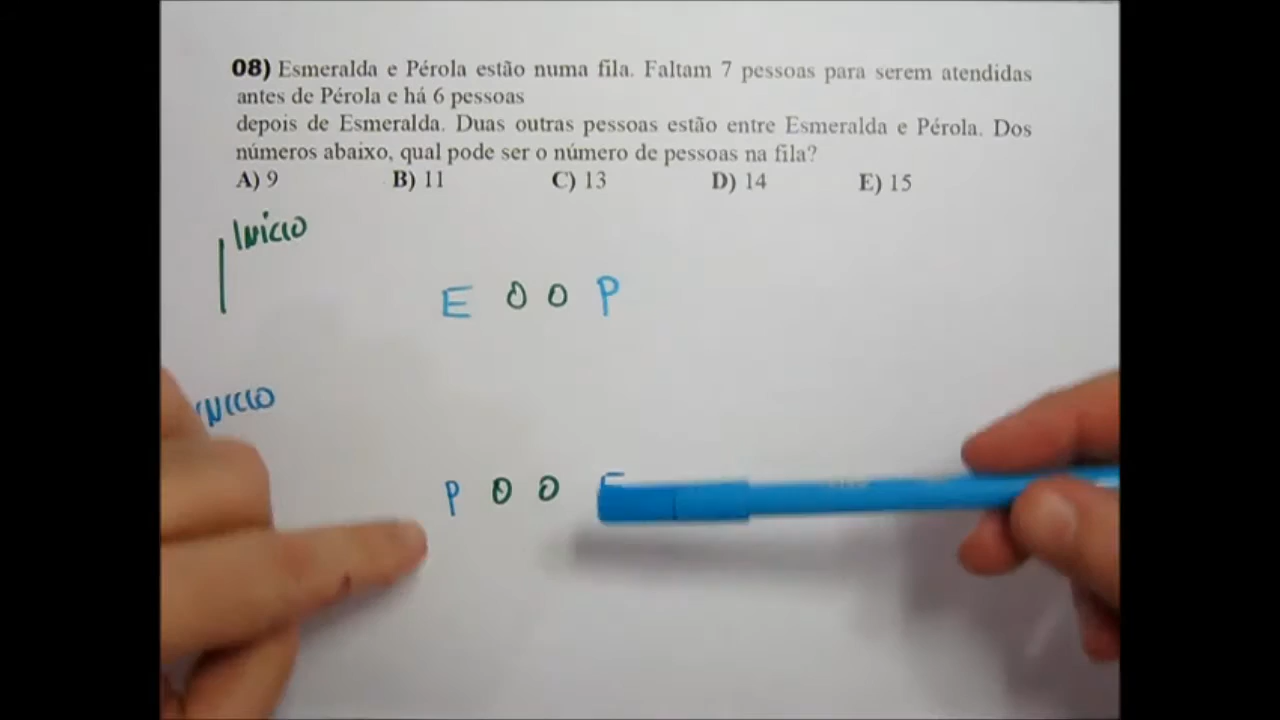 08) Esmeralda e Pérola estão numa fila. Faltam 7 pessoas para serem atendidas
antes de Pérola e há 6 pessoas
depois de Esmeralda. Duas outras pessoas estão entre Esmeralda e Pérola. Dos
números abaixo, qual pode ser o número de pessoas na fila?
A) 9 B) 11 C) 13 D) 14 E) 15
INÍCIO
E O O P
INICIO
P O O